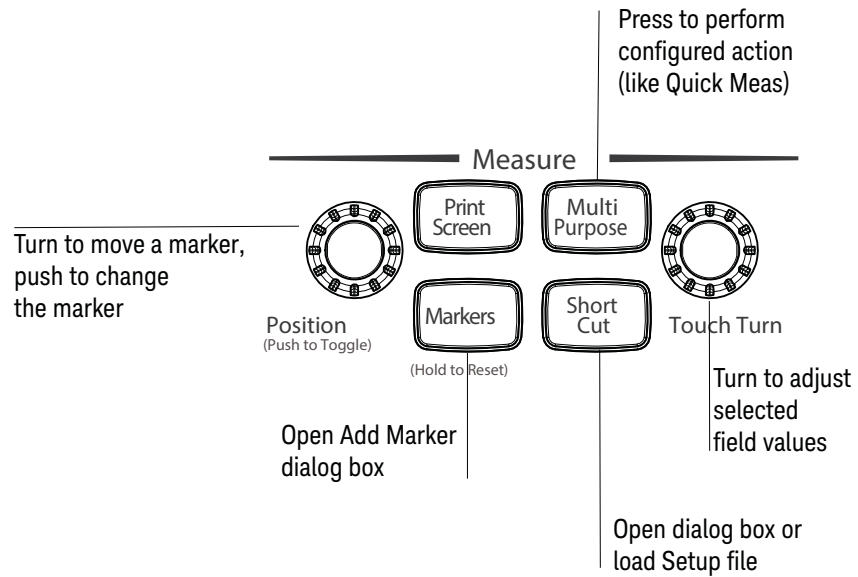 Press to perform
configured action
(like Quick Meas)
Measure
Print
Screen
Multi
Purpose
Turn to move a marker,
push to change
the marker
Markers
Short
Cut
Position
(Push to Toggle)
Touch Turn
(Hold to Reset)
Turn to adjust
selected
field values
Open Add Marker
dialog box
Open dialog box or
load Setup file